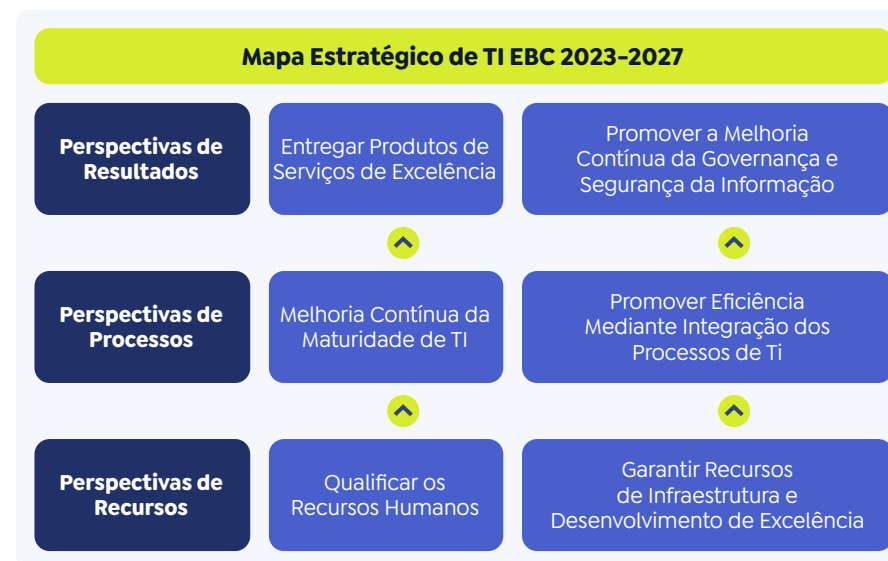 Mapa Estratégico de TI EBC 2023-2027
Perspectivas de
Resultados
Entregar Produtos de
Serviços de Excelência
Promover a Melhoria
Contínua da Governança e
Segurança da Informação
Perspectivas de
Processos
Melhoria Contínua da
Maturidade de TI
Promover Eficiência
Mediante Integração dos
Processos de Ti
Perspectivas de
Recursos
Qualificar os
Recursos Humanos
Garantir Recursos
de Infraestrutura e
Desenvolvimento de Excelência